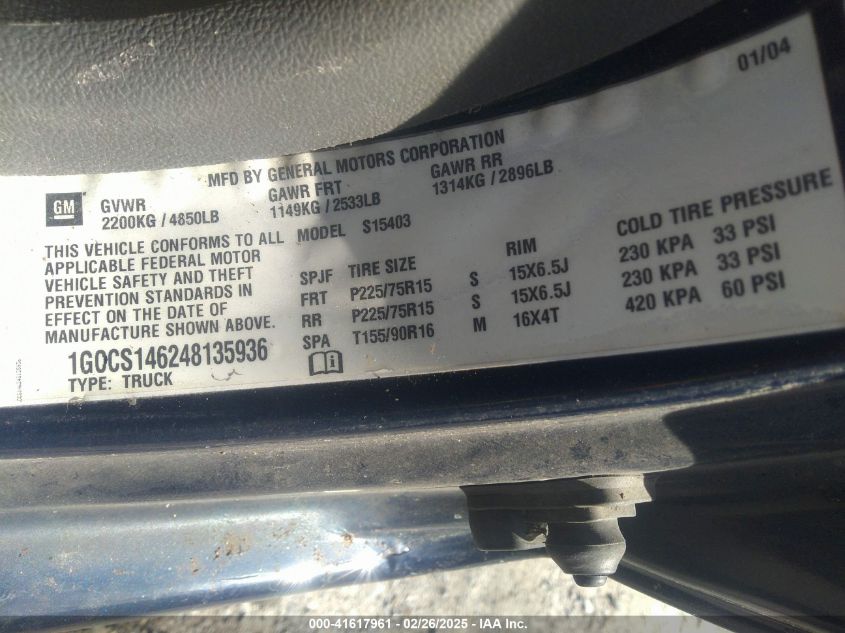 01/04
MFD BY GENERAL MOTORS CORPORATION
GM GVWR GAWR FRT GAWR RR
2200KG / 4850LB 1149KG / 2533LB 1314KG / 2896LB
THIS VEHICLE CONFORMS TO ALL MODEL S15403
APPLICABLE FEDERAL MOTOR
VEHICLE SAFETY AND THEFT
PREVENTION STANDARDS IN
EFFECT ON THE DATE OF
MANUFACTURE SHOWN ABOVE.
SPJF TIRE SIZE RIM COLD TIRE PRESSURE
FRT P225/75R15 S 15X6.5J 230 KPA 33 PSI
RR P225/75R15 S 15X6.5J 230 KPA 33 PSI
SPA T155/90R16 M 16X4T 420 KPA 60 PSI
1G0CS146248135936
TYPE: TRUCK
000-41617961 - 02/26/2025 - IAA Inc.